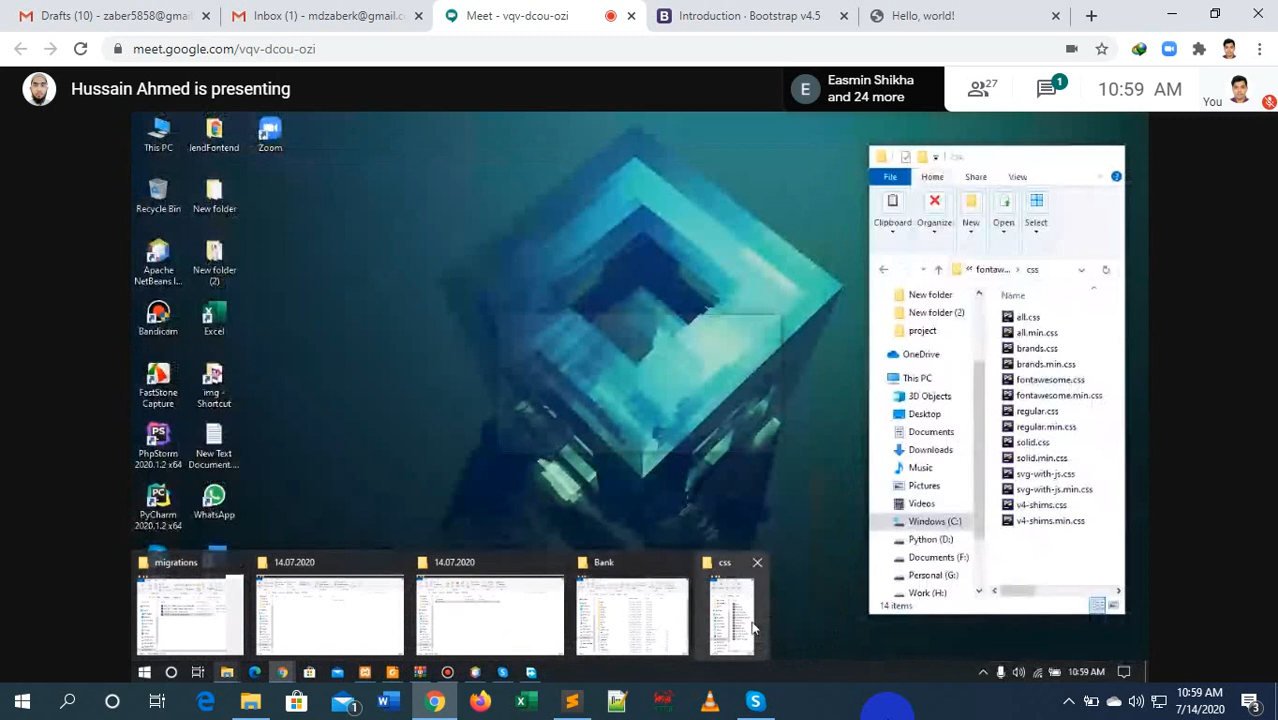 Drafts (10) - zaber5858@gmail
Inbox (1) - mdzaberk@gmail.c
Meet - vqv-dcou-ozi
Introduction · Bootstrap v4.5
Hello, world!
meet.google.com/vqv-dcou-ozi
Hussain Ahmed is presenting
E
Easmin Shikha
and 24 more
27
1
10:59 AM
You
This PC
JendFontend
Zoom
Recycle Bin
New folder
Apache
NetBeans I...
New folder
(2)
Bandicam
Excel
FastStone
Capture
img -
Shortcut
PhpStorm
2020.1.2 x64
New Text
Document...
PyCharm
2020.1.2 x64
WhatsApp
css
File
Home
Share
View
Clipboard
Organize
New
Open
Select
« fontaw... › css
New folder
New folder (2)
project
OneDrive
This PC
3D Objects
Desktop
Documents
Downloads
Music
Pictures
Videos
Windows (C:)
Python (D:)
Documents (F:)
Personal (G:)
Work (H:)
Name
all.css
all.min.css
brands.css
brands.min.css
fontawesome.css
fontawesome.min.css
regular.css
regular.min.css
solid.css
solid.min.css
svg-with-js.css
svg-with-js.min.css
v4-shims.css
v4-shims.min.css
14 items
migrations
14.07.2020
14.07.2020
Bank
css
10:59 AM
1
10:59 AM
7/14/2020
3